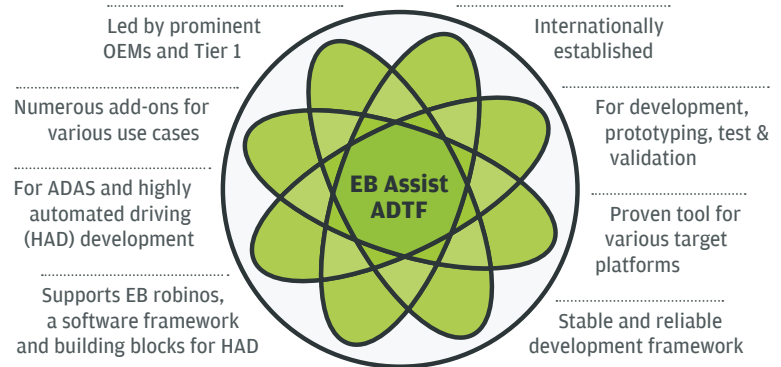 Led by prominent
OEMs and Tier 1
Numerous add-ons for
various use cases
For ADAS and highly
automated driving
(HAD) development
Supports EB robinos,
a software framework
and building blocks for HAD
EB Assist
ADTF
Internationally
established
For development,
prototyping, test &
validation
Proven tool for
various target
platforms
Stable and reliable
development framework